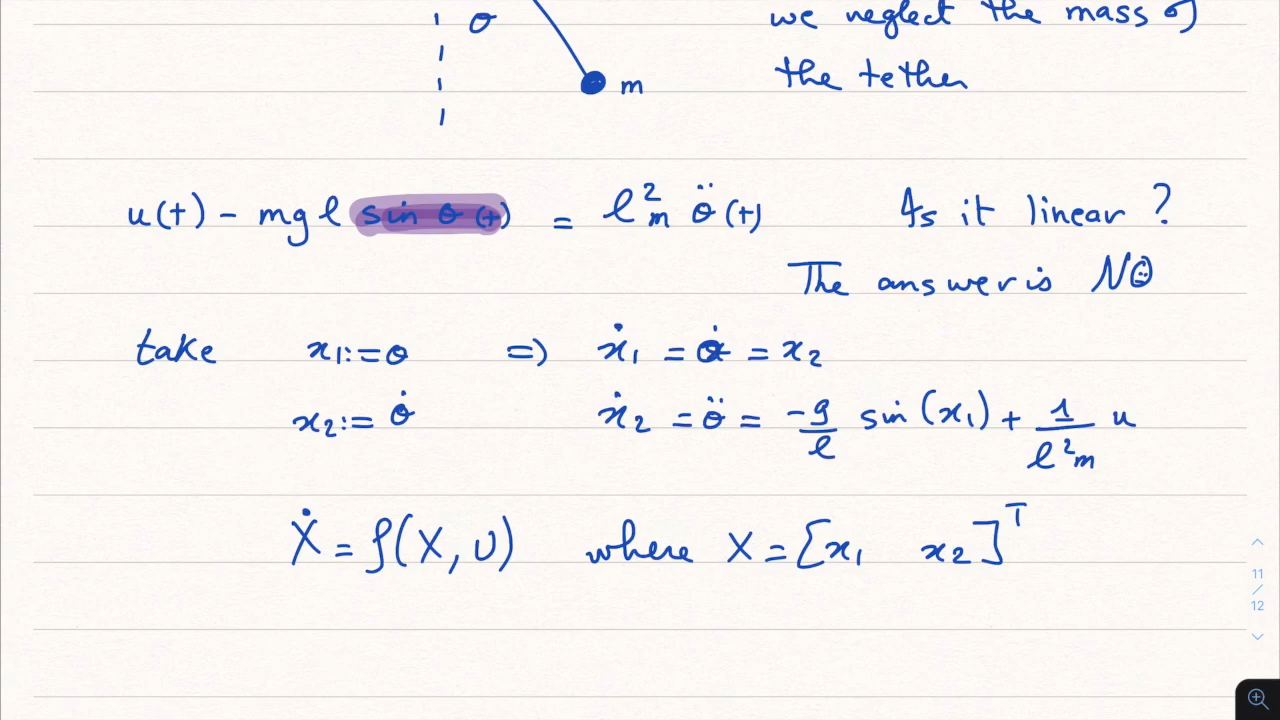 θ we neglect the mass of
m the tether
u(t) - mgl sin θ(t) = l²m θ̈(t) Is it linear ?
The answer is NO
take x1:=θ ⇒ ẋ1 = θ̇ = x2
x2:= θ̇ ẋ2 = θ̈ = -g/l sin(x1) + 1/l²m u
Ẋ = f(X,U) where X = [x1 x2]ᵀ
11
/
12